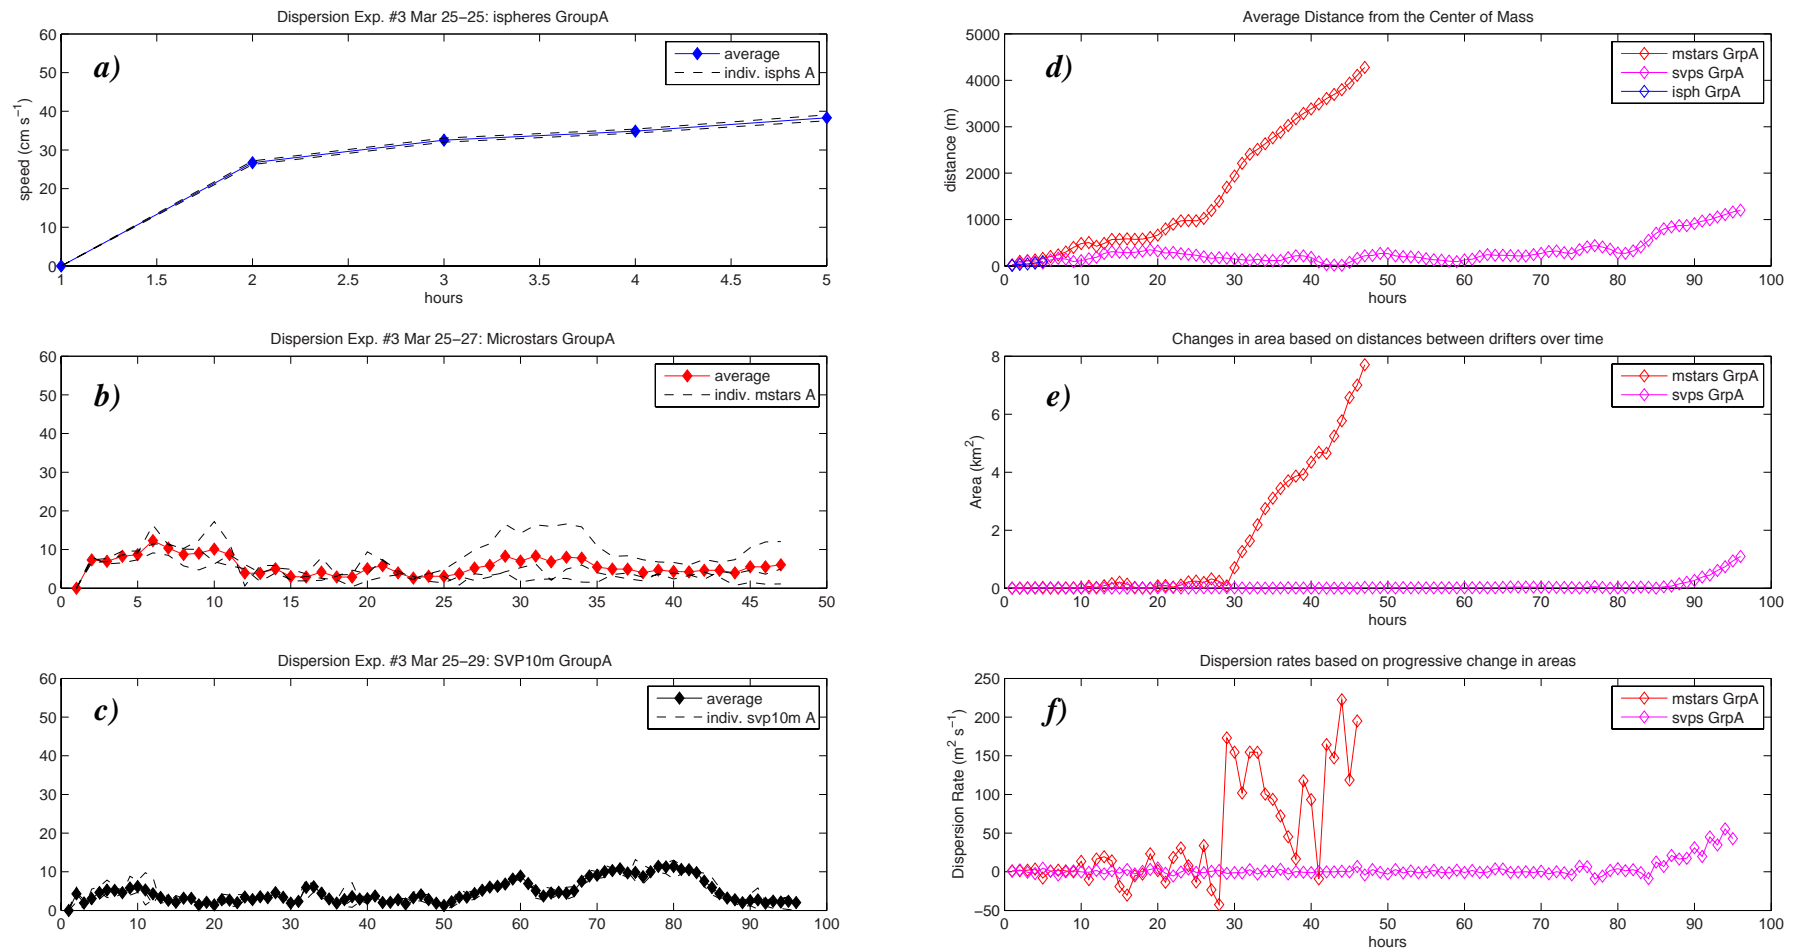 Dispersion Exp. #3 Mar 25–25: ispheres GroupA
a)
average
indiv. isphs A
speed (cm s⁻¹)
60
50
40
30
20
10
0
1 1.5 2 2.5 3 3.5 4 4.5 5
hours
Dispersion Exp. #3 Mar 25–27: Microstars GroupA
b)
average
indiv. mstars A
60
50
40
30
20
10
0
0 5 10 15 20 25 30 35 40 45 50
Dispersion Exp. #3 Mar 25–29: SVP10m GroupA
c)
average
indiv. svp10m A
60
50
40
30
20
10
0
0 10 20 30 40 50 60 70 80 90 100
Average Distance from the Center of Mass
d)
mstars GrpA
svps GrpA
isph GrpA
distance (m)
5000
4000
3000
2000
1000
0
0 10 20 30 40 50 60 70 80 90 100
hours
Changes in area based on distances between drifters over time
e)
mstars GrpA
svps GrpA
Area (km²)
8
6
4
2
0
0 10 20 30 40 50 60 70 80 90 100
hours
Dispersion rates based on progressive change in areas
f)
mstars GrpA
svps GrpA
Dispersion Rate (m² s⁻¹)
250
200
150
100
50
0
−50
0 10 20 30 40 50 60 70 80 90 100
hours